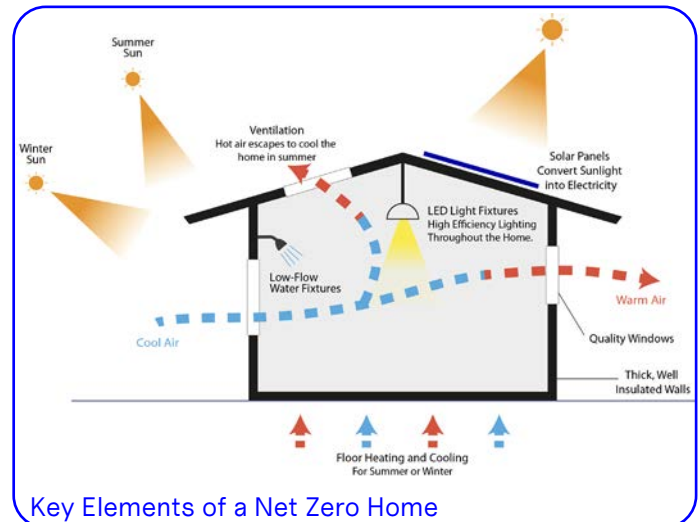 Summer
Sun
Winter
Sun
Ventilation
Hot air escapes to cool the
home in summer
Solar Panels
Convert Sunlight
into Electricity
LED Light Fixtures
High Efficiency Lighting
Throughout the Home.
Low-Flow
Water Fixtures
Cool Air
Warm Air
Quality Windows
Thick, Well
Insulated Walls
Floor Heating and Cooling
For Summer or Winter
Key Elements of a Net Zero Home